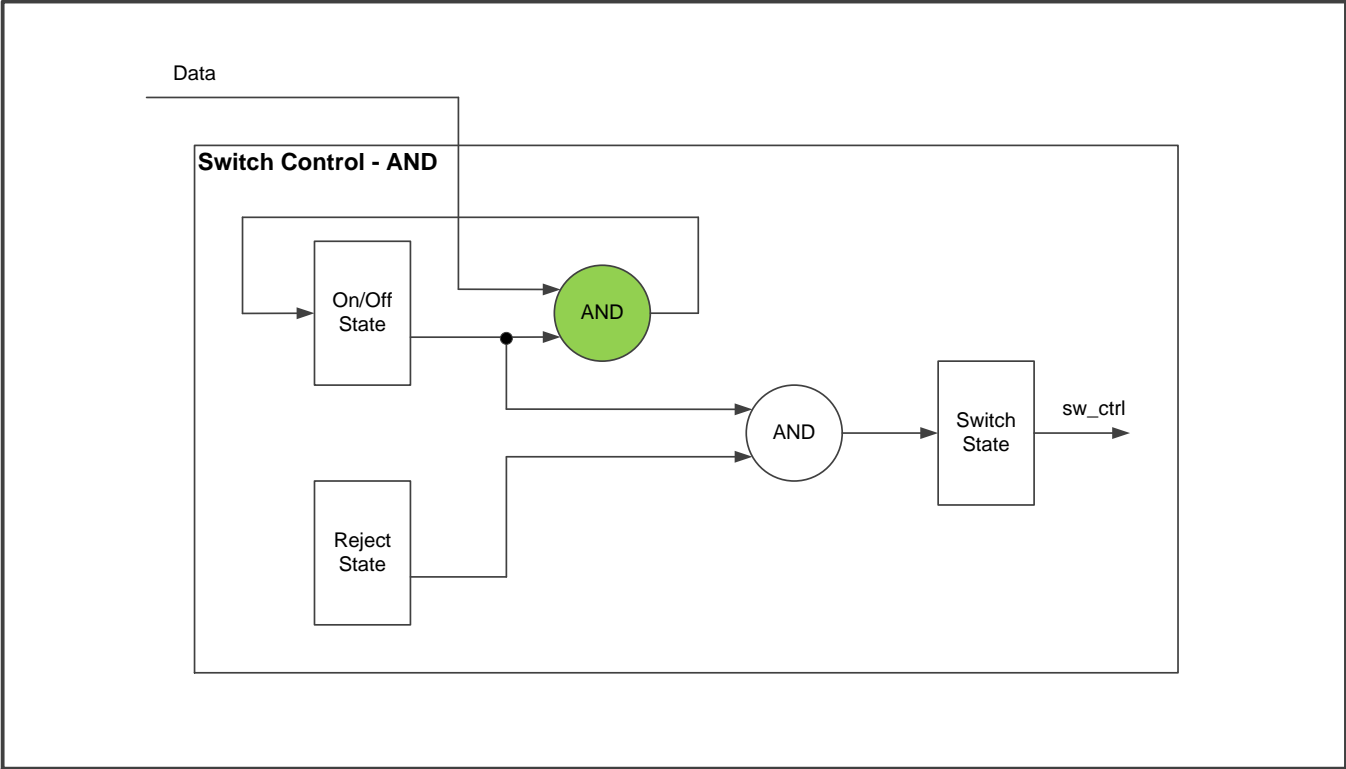 Data
Switch Control - AND
On/Off
State
AND
AND
Switch
State
sw_ctrl
Reject
State